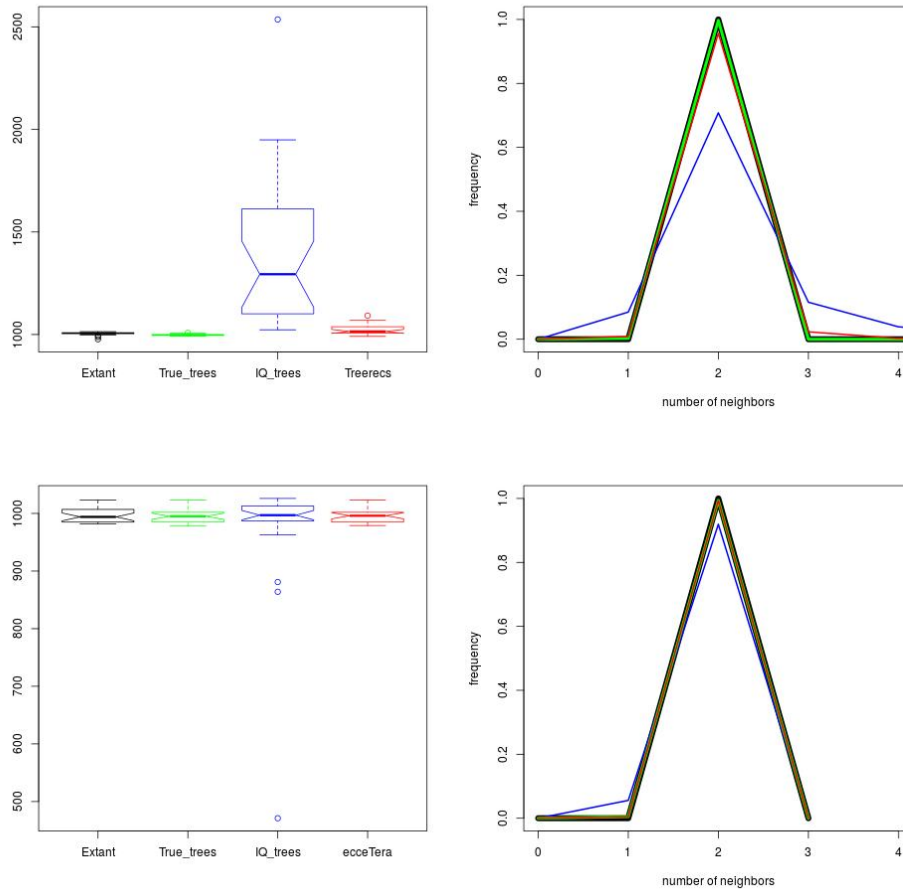 2500
2000
1500
1000
Extant True_trees IQ_trees Treerecs
frequency
1.0
0.8
0.6
0.4
0.2
0.0
0 1 2 3 4
number of neighbors
1000
900
800
700
600
500
Extant True_trees IQ_trees ecceTera
frequency
1.0
0.8
0.6
0.4
0.2
0.0
0 1 2 3 4
number of neighbors